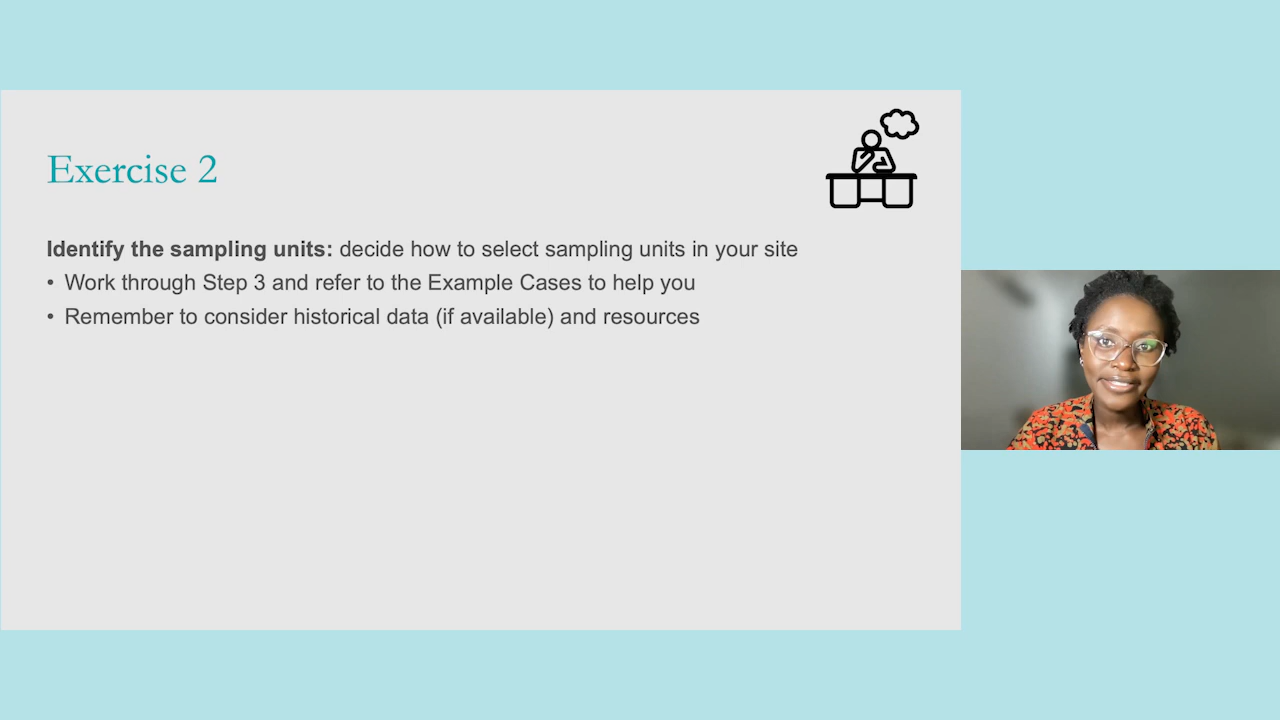 Exercise 2
Identify the sampling units: decide how to select sampling units in your site
• Work through Step 3 and refer to the Example Cases to help you
• Remember to consider historical data (if available) and resources